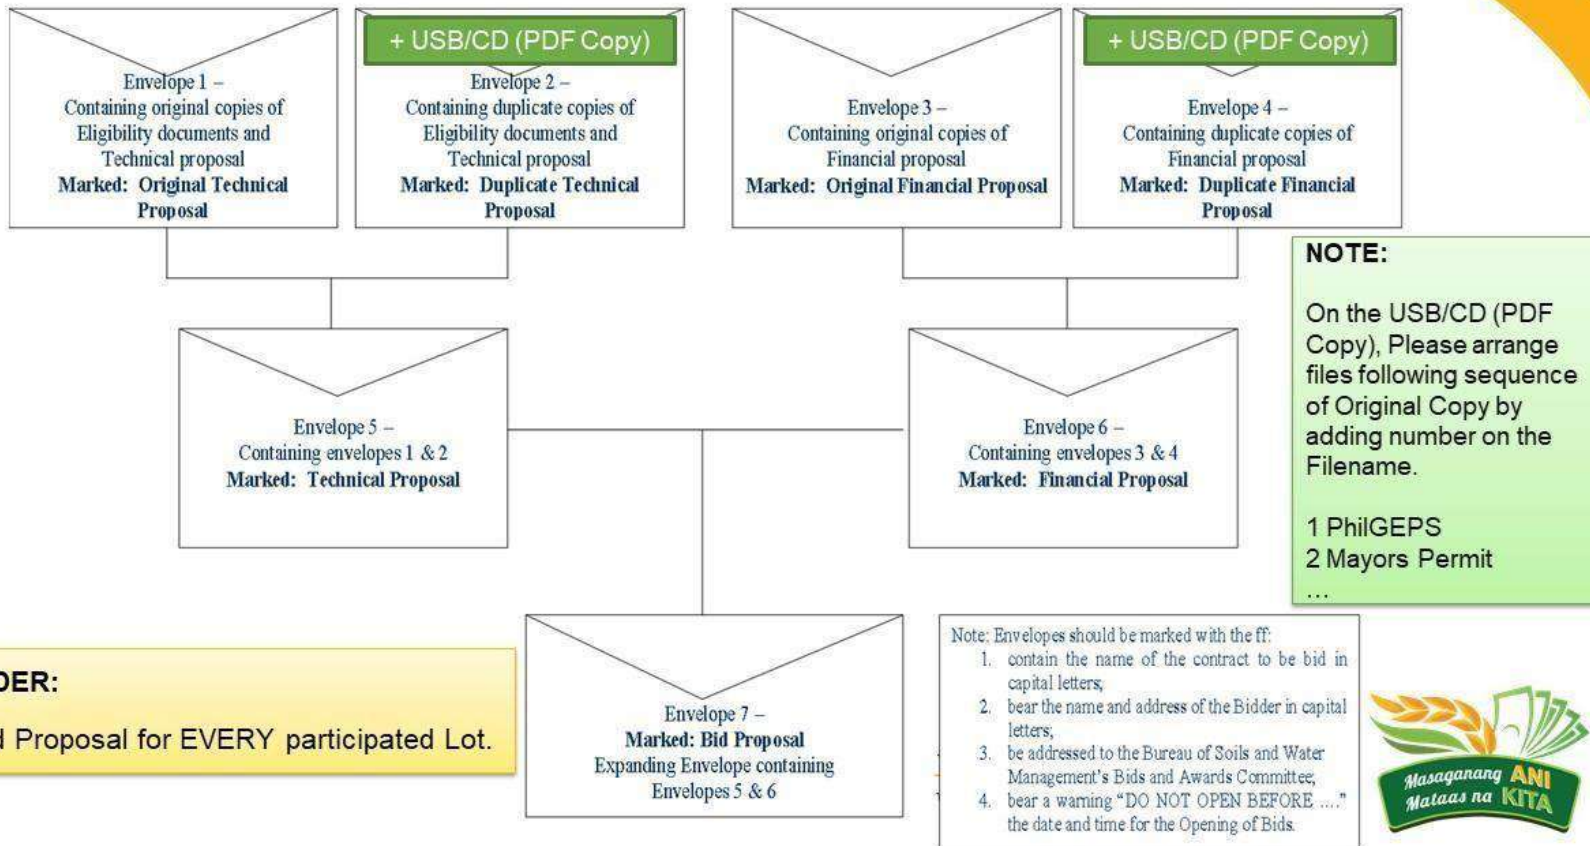 + USB/CD (PDF Copy)
Envelope 1 –
Containing original copies of
Eligibility documents and
Technical proposal
Marked: Original Technical
Proposal
Envelope 2 –
Containing duplicate copies of
Eligibility documents and
Technical proposal
Marked: Duplicate Technical
Proposal
+ USB/CD (PDF Copy)
Envelope 3 –
Containing original copies of
Financial proposal
Marked: Original Financial Proposal
Envelope 4 –
Containing duplicate copies of
Financial proposal
Marked: Duplicate Financial
Proposal
NOTE:
On the USB/CD (PDF
Copy), Please arrange
files following sequence
of Original Copy by
adding number on the
Filename.
1 PhilGEPS
2 Mayors Permit
...
Envelope 5 –
Containing envelopes 1 & 2
Marked: Technical Proposal
Envelope 6 –
Containing envelopes 3 & 4
Marked: Financial Proposal
DER:
Proposal for EVERY participated Lot.
Envelope 7 –
Marked: Bid Proposal
Expanding Envelope containing
Envelopes 5 & 6
Note: Envelopes should be marked with the ff:
1. contain the name of the contract to be bid in
capital letters;
2. bear the name and address of the Bidder in capital
letters;
3. be addressed to the Bureau of Soils and Water
Management's Bids and Awards Committee;
4. bear a warning "DO NOT OPEN BEFORE ...."
the date and time for the Opening of Bids.
Masaganang ANI
Mataas na KITA